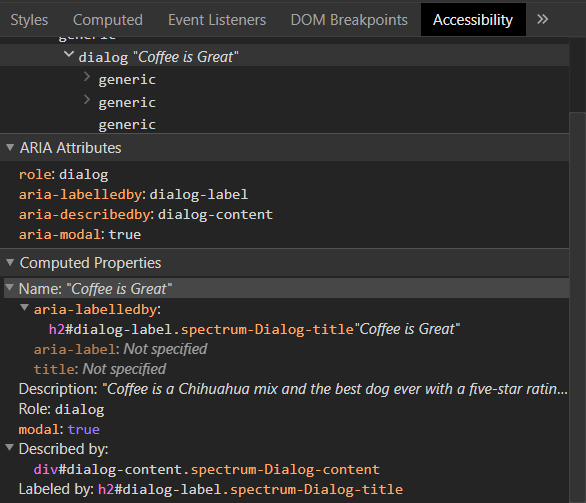 Styles Computed Event Listeners DOM Breakpoints Accessibility »
generic
dialog "Coffee is Great"
generic
generic
generic
ARIA Attributes
role: dialog
aria-labelledby: dialog-label
aria-describedby: dialog-content
aria-modal: true
Computed Properties
Name: "Coffee is Great"
aria-labelledby:
h2#dialog-label.spectrum-Dialog-title"Coffee is Great"
aria-label: Not specified
title: Not specified
Description: "Coffee is a Chihuahua mix and the best dog ever with a five-star ratin...
Role: dialog
modal: true
Described by:
div#dialog-content.spectrum-Dialog-content
Labeled by: h2#dialog-label.spectrum-Dialog-title